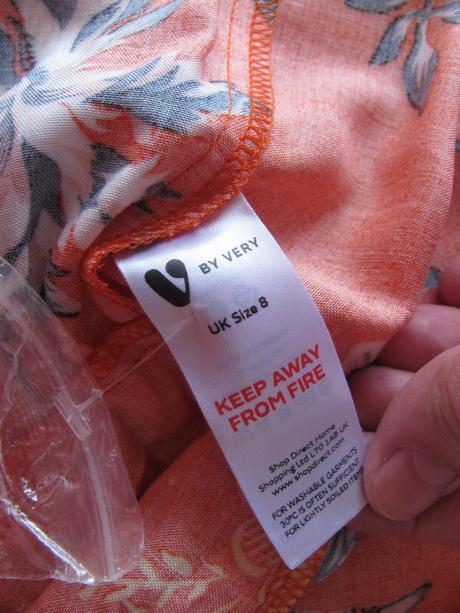 V BY VERY
UK Size 8
KEEP AWAY
FROM FIRE
Shop Direct Home
Shopping Ltd L70 1AB UK
www.shopdirect.com
FOR WASHABLE GARMENTS
30°C IS OFTEN SUFFICIENT
FOR LIGHTLY SOILED ITEMS